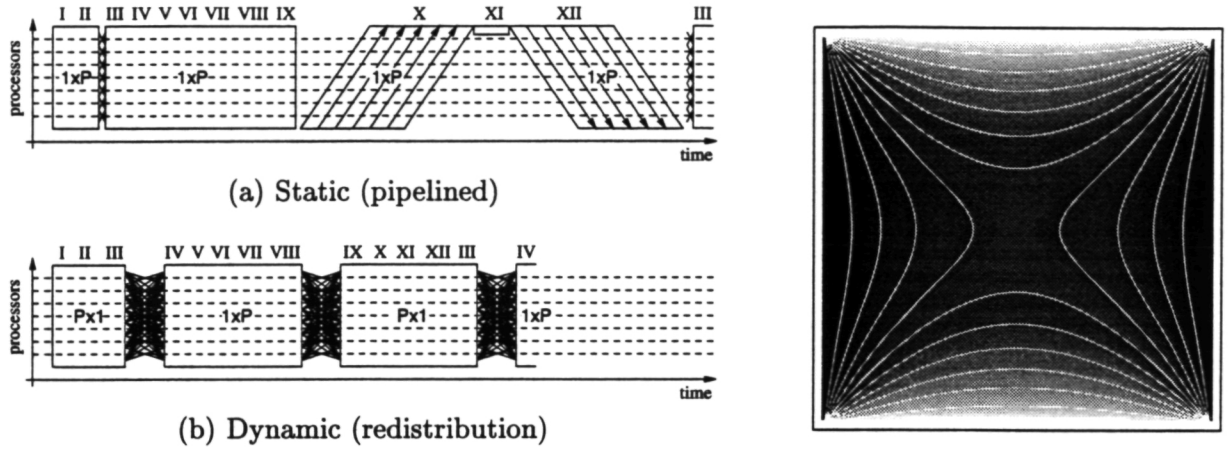 I II III IV V VI VII VIII IX X XI XII III
processors
1xP 1xP 1xP 1xP
time
(a) Static (pipelined)
I II III IV V VI VII VIII IX X XI XII III IV
processors
Px1 1xP Px1 1xP
time
(b) Dynamic (redistribution)